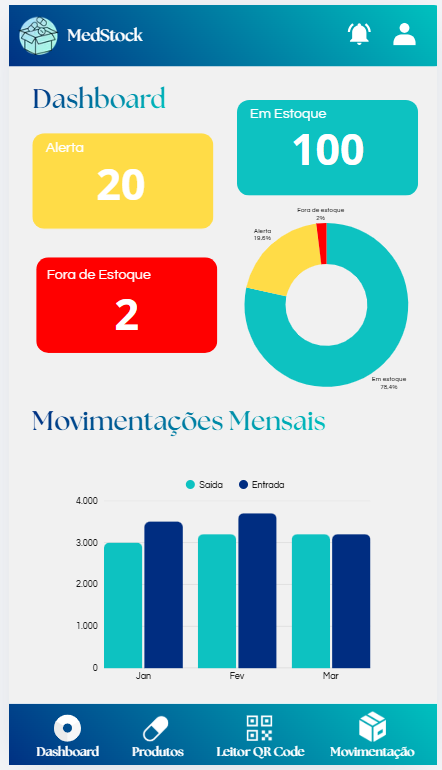 MedStock
Dashboard
Em Estoque
100
Alerta
20
Fora de Estoque
2
Fora de estoque
2%
Alerta
19,6%
Em estoque
78,4%
Movimentações Mensais
Saída Entrada
4.000
3.000
2.000
1.000
0
Jan Fev Mar
Dashboard Produtos Leitor QR Code Movimentação